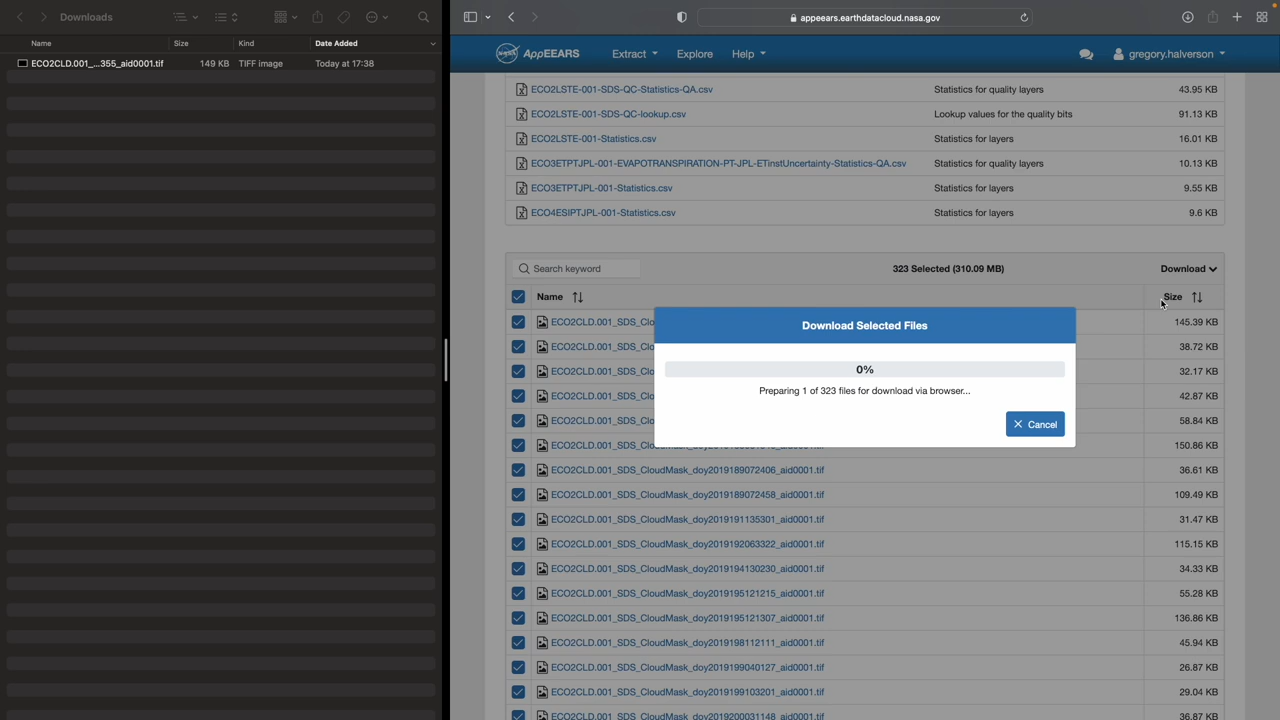 Downloads
Name Size Kind Date Added
ECO2CLD.001_...355_aid0001.tif 149 KB TIFF image Today at 17:38
appeears.earthdatacloud.nasa.gov
NASA AppEEARS Extract Explore Help gregory.halverson
ECO2LSTE-001-SDS-QC-Statistics-QA.csv Statistics for quality layers 43.95 KB
ECO2LSTE-001-SDS-QC-lookup.csv Lookup values for the quality bits 91.13 KB
ECO2LSTE-001-Statistics.csv Statistics for layers 16.01 KB
ECO3ETPTJPL-001-EVAPOTRANSPIRATION-PT-JPL-ETinstUncertainty-Statistics-QA.csv Statistics for quality layers 10.13 KB
ECO3ETPTJPL-001-Statistics.csv Statistics for layers 9.55 KB
ECO4ESIPTJPL-001-Statistics.csv Statistics for layers 9.6 KB
Search keyword 323 Selected (310.09 MB) Download
Name Size
ECO2CLD.001_SDS_Clo 145.39 KB
ECO2CLD.001_SDS_Clo 38.72 KB
ECO2CLD.001_SDS_Clo 32.17 KB
ECO2CLD.001_SDS_Clo 42.87 KB
ECO2CLD.001_SDS_Clo 58.84 KB
ECO2CLD.001_SDS_ 150.86 KB
Download Selected Files
0%
Preparing 1 of 323 files for download via browser...
Cancel
ECO2CLD.001_SDS_CloudMask_doy2019189072406_aid0001.tif 36.61 KB
ECO2CLD.001_SDS_CloudMask_doy2019189072458_aid0001.tif 109.49 KB
ECO2CLD.001_SDS_CloudMask_doy2019191135301_aid0001.tif 31.47 KB
ECO2CLD.001_SDS_CloudMask_doy2019192063322_aid0001.tif 115.15 KB
ECO2CLD.001_SDS_CloudMask_doy2019194130230_aid0001.tif 34.33 KB
ECO2CLD.001_SDS_CloudMask_doy2019195121215_aid0001.tif 55.28 KB
ECO2CLD.001_SDS_CloudMask_doy2019195121307_aid0001.tif 136.86 KB
ECO2CLD.001_SDS_CloudMask_doy2019198112111_aid0001.tif 45.94 KB
ECO2CLD.001_SDS_CloudMask_doy2019199040127_aid0001.tif 26.87 KB
ECO2CLD.001_SDS_CloudMask_doy2019199103201_aid0001.tif 29.04 KB
ECO2CLD.001_SDS_CloudMask_doy2019200031148_aid0001.tif 36.87 KB